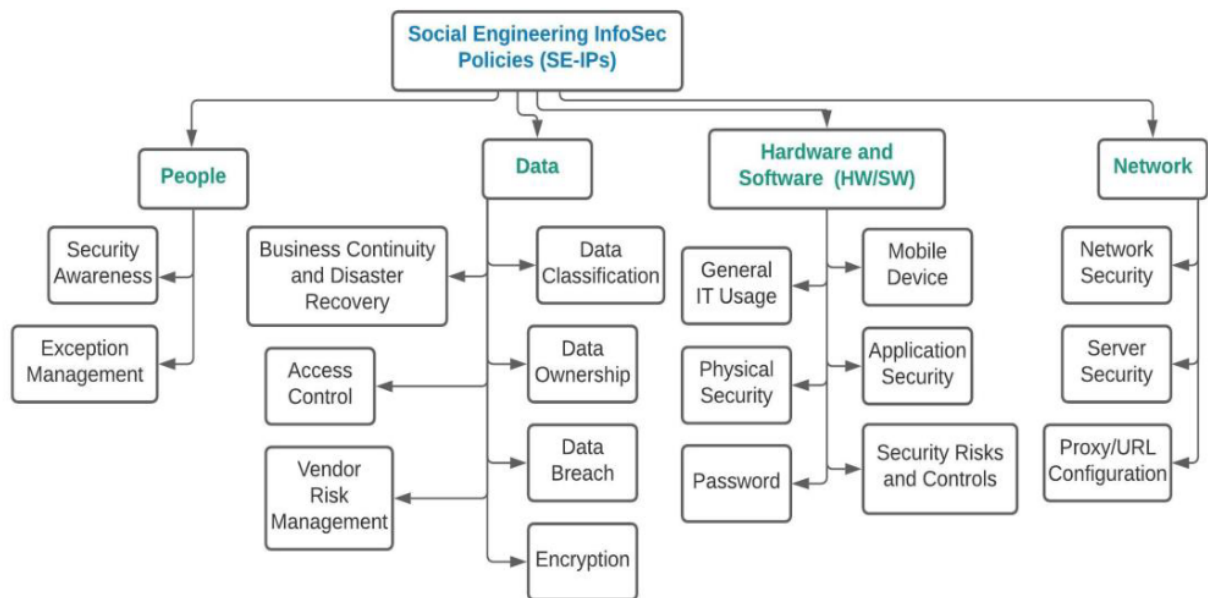 Social Engineering InfoSec
Policies (SE-IPs)
People
Data
Hardware and
Software (HW/SW)
Network
Security
Awareness
Exception
Management
Business Continuity
and Disaster
Recovery
Access
Control
Vendor
Risk
Management
Data
Classification
Data
Ownership
Data
Breach
Encryption
General
IT Usage
Physical
Security
Password
Mobile
Device
Application
Security
Security Risks
and Controls
Network
Security
Server
Security
Proxy/URL
Configuration